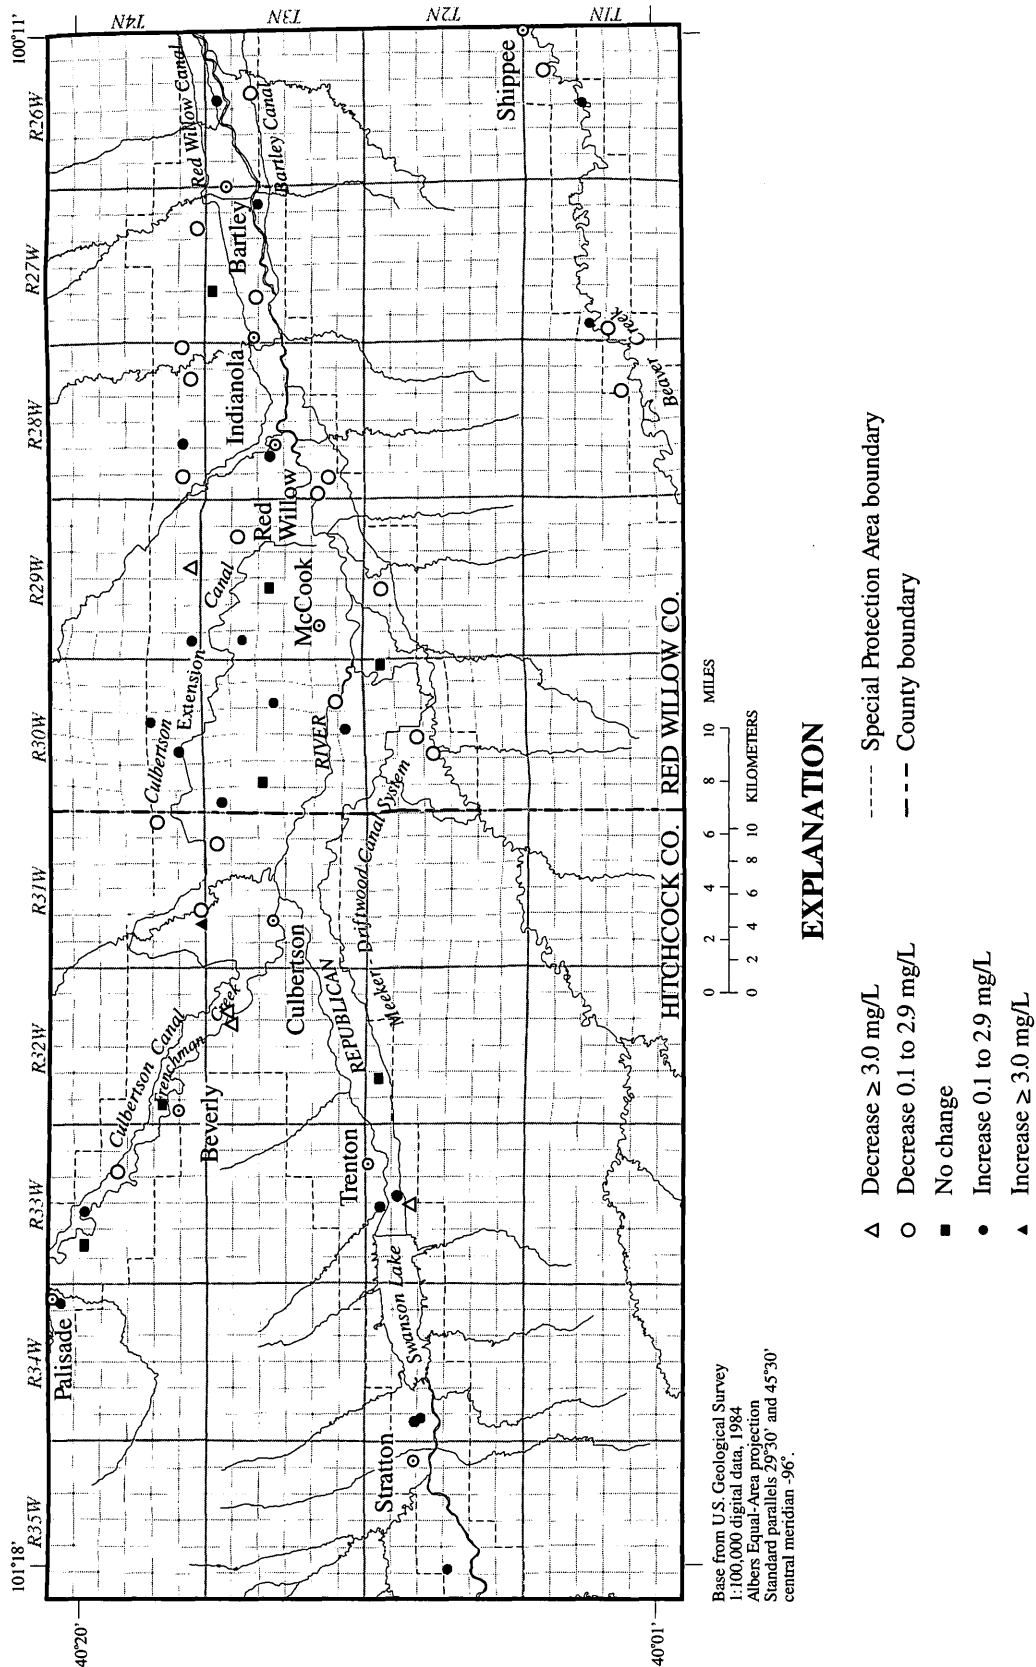 101°18'
R35W
R34W
R33W
R32W
R31W
R30W
R29W
R28W
R27W
R26W
100°11'
40°20'
40°01'
T4N
T3N
T2N
T1N
Palisade
Culbertson Canal
Frenchman Creek
Beverly
Culbertson
Extension
Canal
Red Willow Canal
Bartley Canal
Bartley
Indianola
Red
Willow
McCook
Culbertson
REPUBLICAN
RIVER
Trenton
Meeker
Driftwood Canal System
Swanson Lake
Stratton
Shippee
Beaver Creek
HITCHCOCK CO.
RED WILLOW CO.
0 2 4 6 8 10 MILES
0 2 4 6 8 10 KILOMETERS
Base from U.S. Geological Survey
1:100,000 digital data, 1984
Albers Equal-Area projection
Standard parallels 29°30' and 45°30'
central meridian -96°.
EXPLANATION
Decrease ≥ 3.0 mg/L
Decrease 0.1 to 2.9 mg/L
No change
Increase 0.1 to 2.9 mg/L
Increase ≥ 3.0 mg/L
Special Protection Area boundary
County boundary